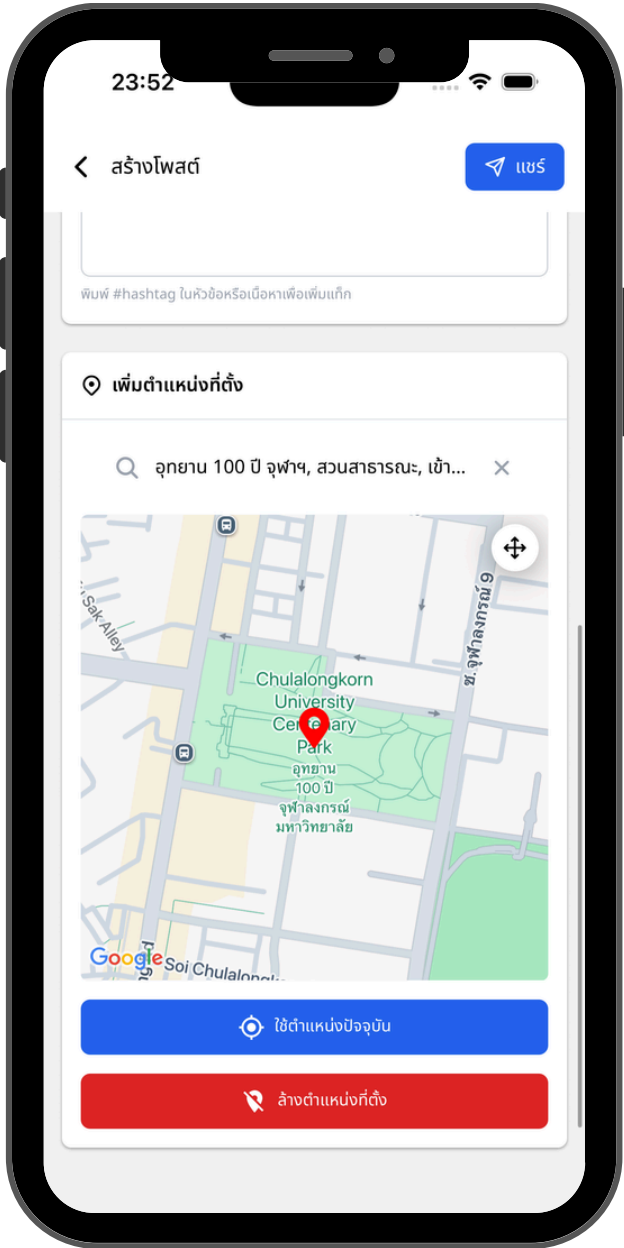 23:52
สร้างโพสต์
แชร์
พิมพ์ #hashtag ในหัวข้อหรือเนื้อหาเพื่อเพิ่มแท็ก
เพิ่มตำแหน่งที่ตั้ง
อุทยาน 100 ปี จุฬาฯ, สวนสาธารณะ, เข้า...
ซ.จุฬาลงกรณ์ 9
Sak Alley
Chulalongkorn
University
Centenary
Park
อุทยาน
100 ปี
จุฬาลงกรณ์
มหาวิทยาลัย
Google
Soi Chulalong
ใช้ตำแหน่งปัจจุบัน
ล้างตำแหน่งที่ตั้ง